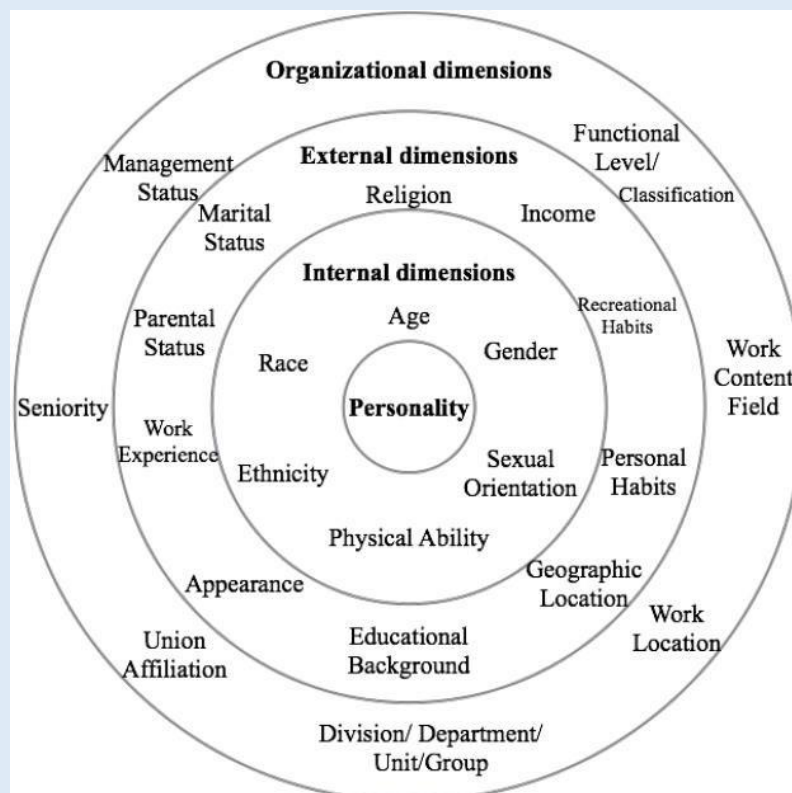 Organizational dimensions
Functional
Level/
Classification
Management
Status
External dimensions
Religion
Marital
Status
Income
Internal dimensions
Age
Recreational
Habits
Parental
Status
Race
Gender
Work
Content
Field
Seniority
Personality
Work
Experience
Ethnicity
Sexual
Orientation
Personal
Habits
Physical Ability
Appearance
Geographic
Location
Work
Location
Union
Affiliation
Educational
Background
Division/ Department/
Unit/Group